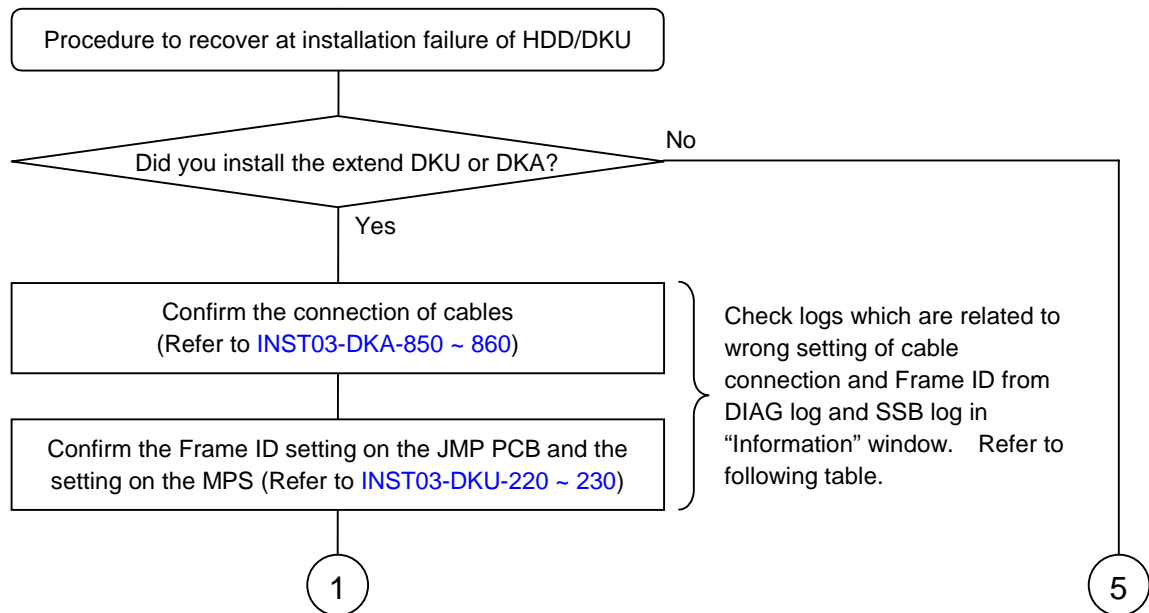 Procedure to recover at installation failure of HDD/DKU
No
Did you install the extend DKU or DKA?
Yes
Confirm the connection of cables
(Refer to INST03-DKA-850 ~ 860)
Confirm the Frame ID setting on the JMP PCB and the
setting on the MPS (Refer to INST03-DKU-220 ~ 230)
Check logs which are related to
wrong setting of cable
connection and Frame ID from
DIAG log and SSB log in
“Information” window. Refer to
following table.
1
5